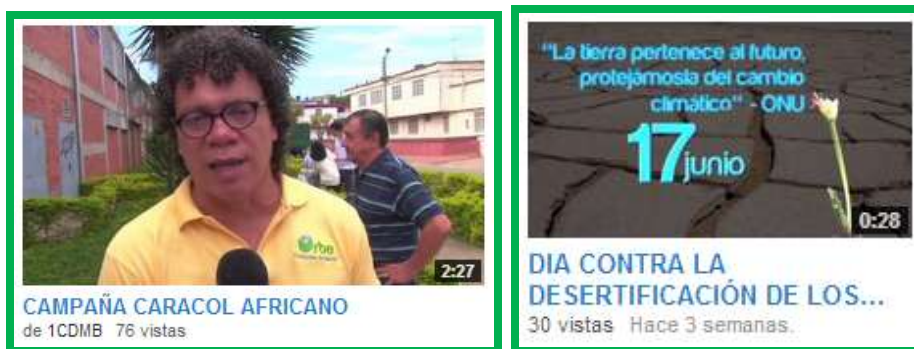 Orbe
2:27
CAMPAÑA CARACOL AFRICANO
de 1CDMB 76 vistas
"La tierra pertenece al futuro,
protejámosla del cambio
climático" - ONU
17 junio
0:28
DIA CONTRA LA
DESERTIFICACIÓN DE LOS...
30 vistas Hace 3 semanas.